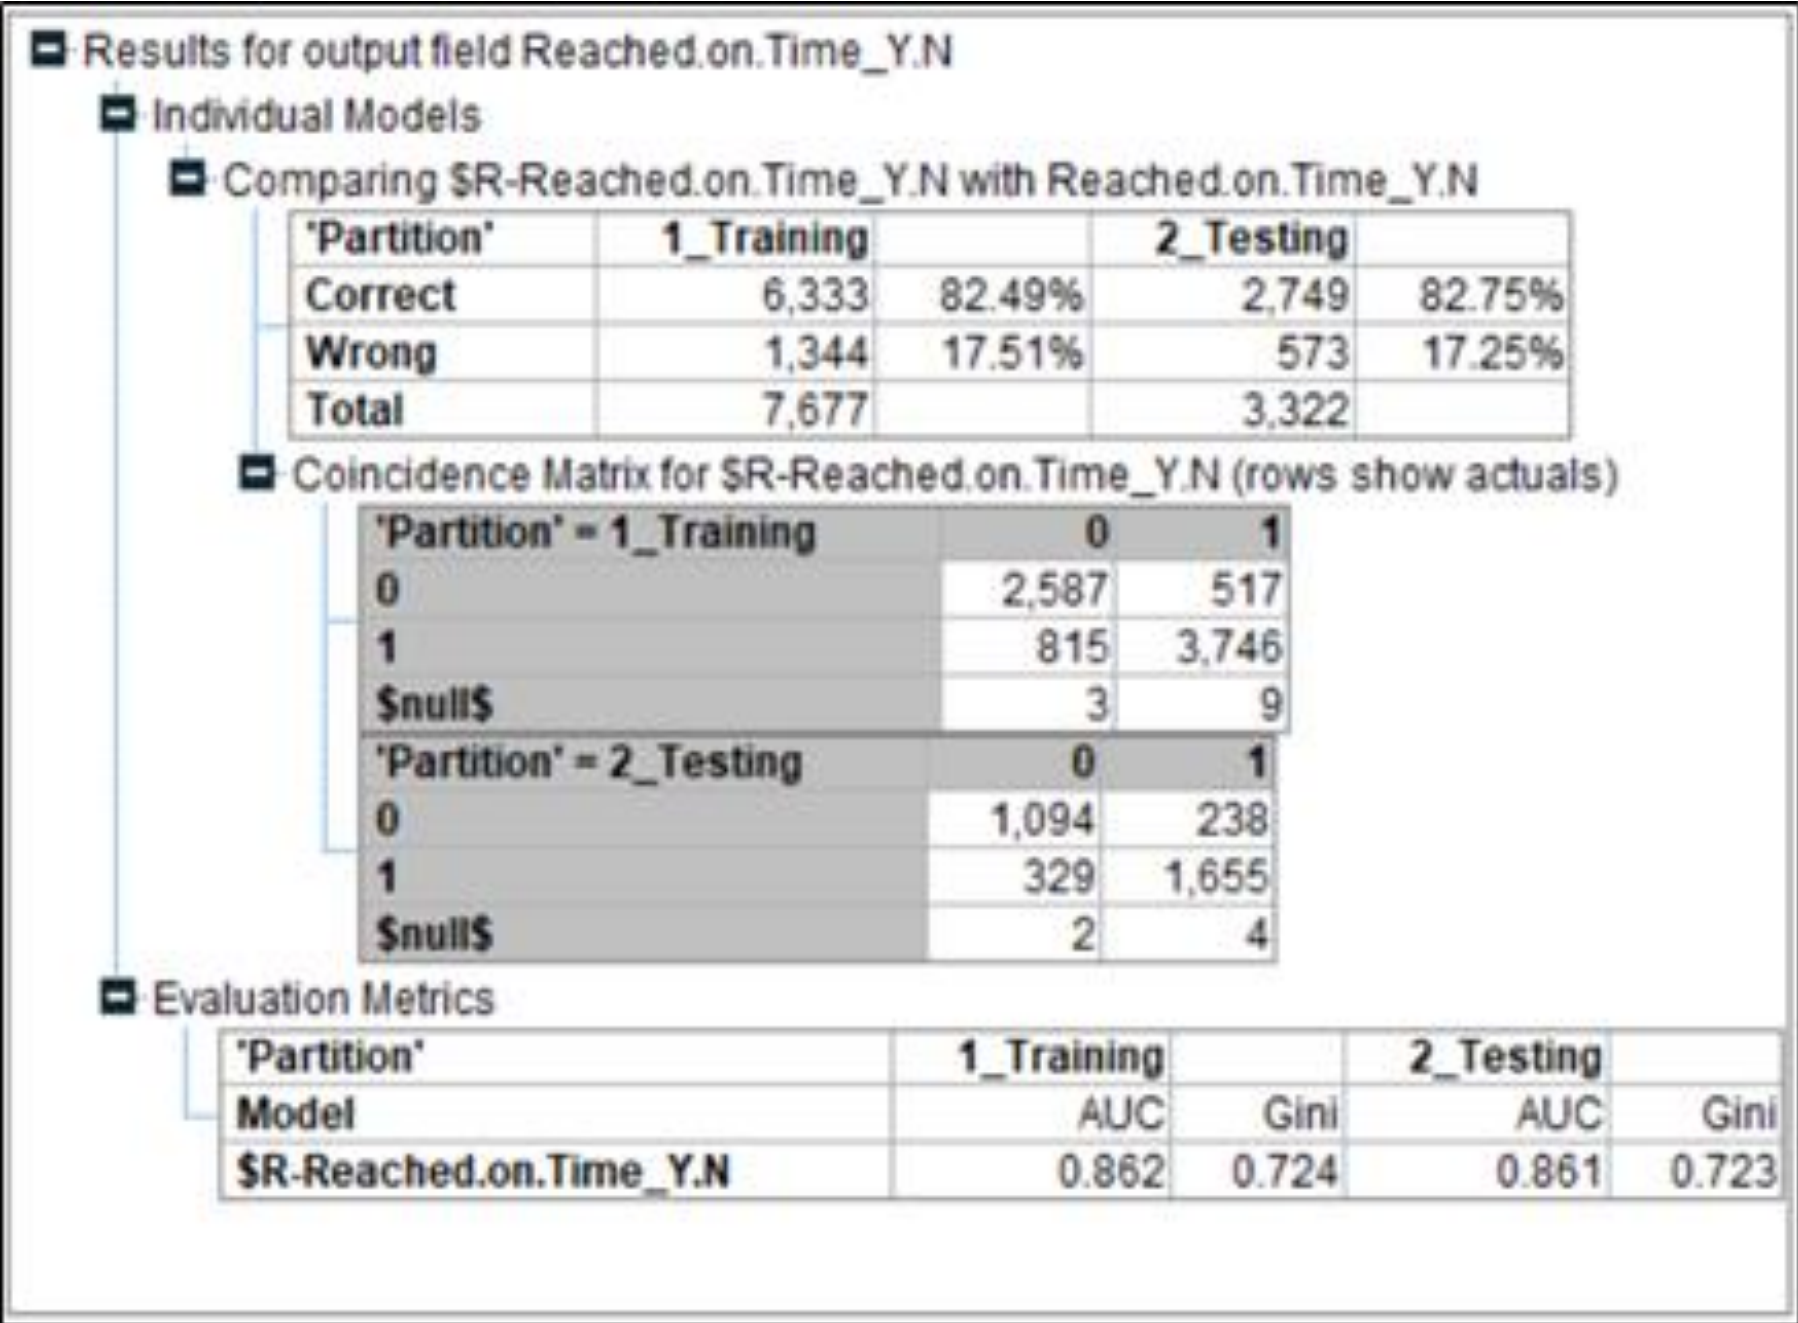 Results for output field Reached.on.Time_Y.N
Individual Models
Comparing $R-Reached.on.Time_Y.N with Reached.on.Time_Y.N
'Partition' 1_Training 2_Testing
Correct 6,333 82.49% 2,749 82.75%
Wrong 1,344 17.51% 573 17.25%
Total 7,677 3,322
Coincidence Matrix for $R-Reached.on.Time_Y.N (rows show actuals)
'Partition' = 1_Training 0 1
0 2,587 517
1 815 3,746
$null$ 3 9
'Partition' = 2_Testing 0 1
0 1,094 238
1 329 1,655
$null$ 2 4
Evaluation Metrics
'Partition' 1_Training 2_Testing
Model AUC Gini AUC Gini
$R-Reached.on.Time_Y.N 0.862 0.724 0.861 0.723